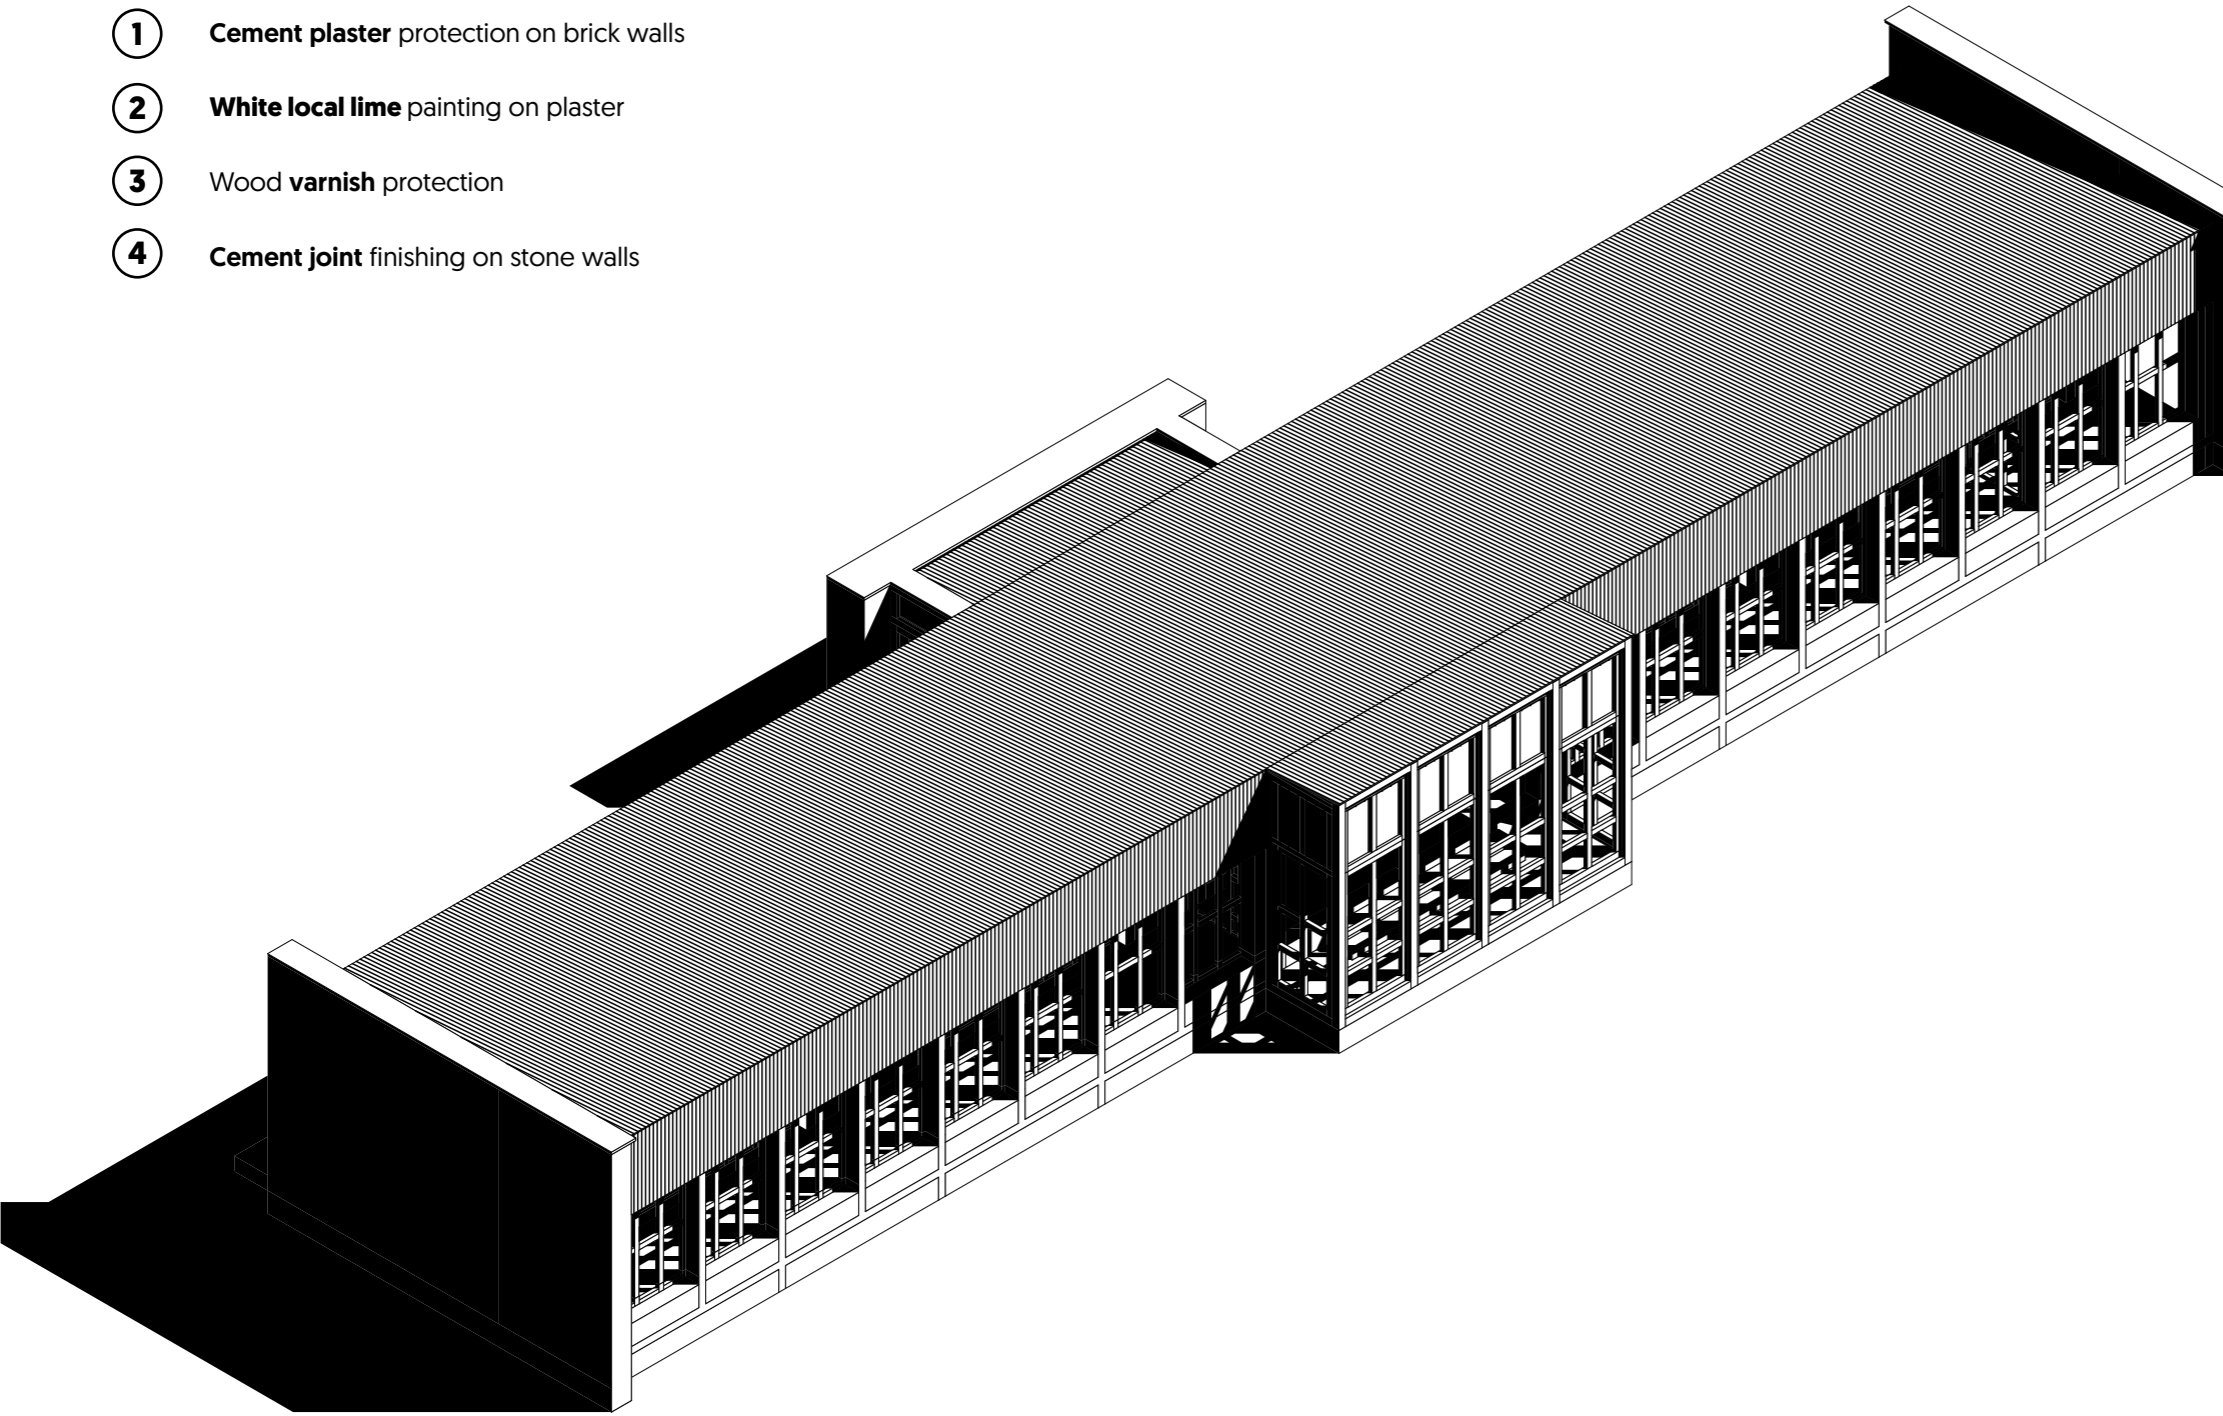 1 Cement plaster protection on brick walls
2 White local lime painting on plaster
3 Wood varnish protection
4 Cement joint finishing on stone walls